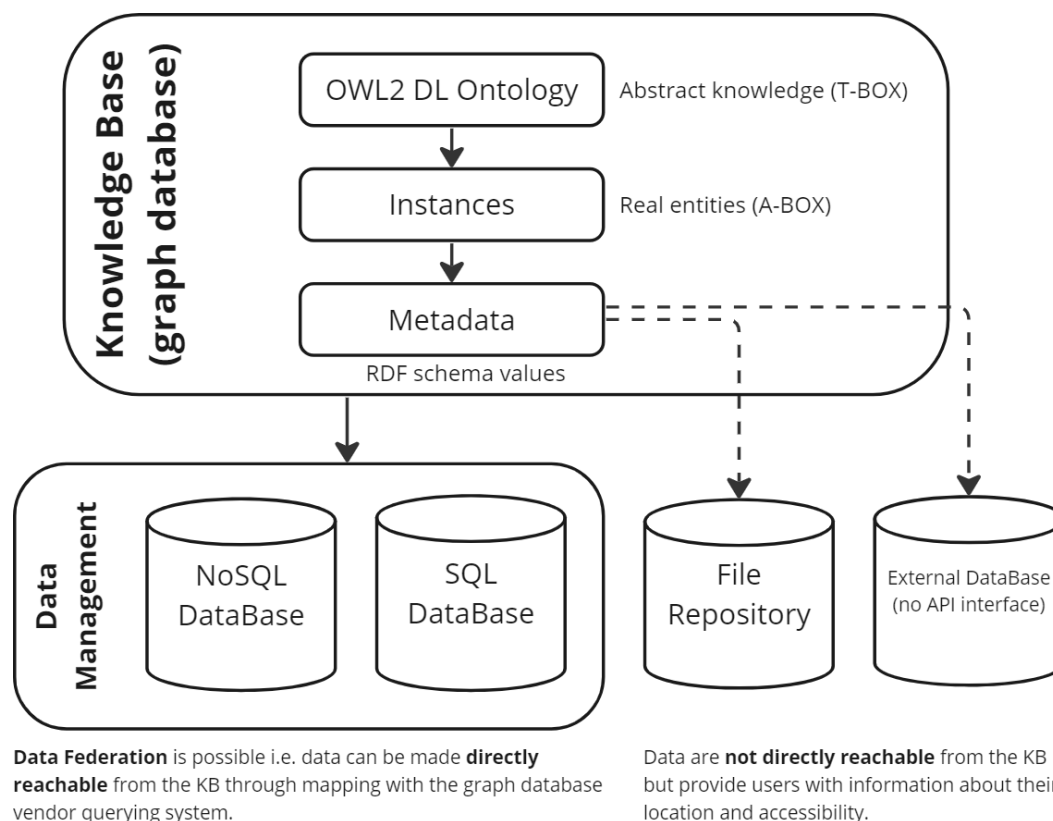 Knowledge Base
(graph database)
OWL2 DL Ontology
Abstract knowledge (T-BOX)
Instances
Real entities (A-BOX)
Metadata
RDF schema values
Data
Management
NoSQL
DataBase
SQL
DataBase
File
Repository
External DataBase
(no API interface)
Data Federation is possible i.e. data can be made directly
reachable from the KB through mapping with the graph database
vendor querying system.
Data are not directly reachable from the KB
but provide users with information about their
location and accessibility.